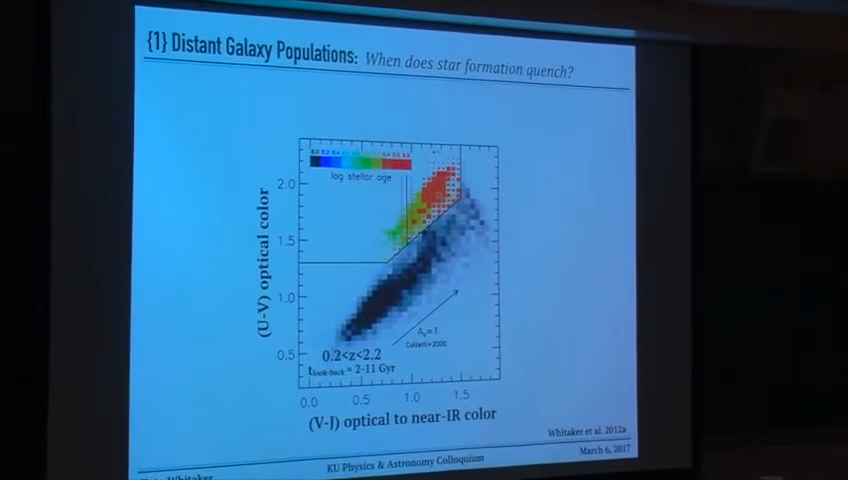 {1} Distant Galaxy Populations: When does star formation quench?
log stellar age
2.0
1.5
1.0
0.5
(U-V) optical color
Aᵥ=1
Calzetti+2000
0.2<z<2.2
tlook-back = 2-11 Gyr
0.0 0.5 1.0 1.5
(V-J) optical to near-IR color
Whitaker et al. 2012a
Whitaker
KU Physics & Astronomy Colloquium
March 6, 2017